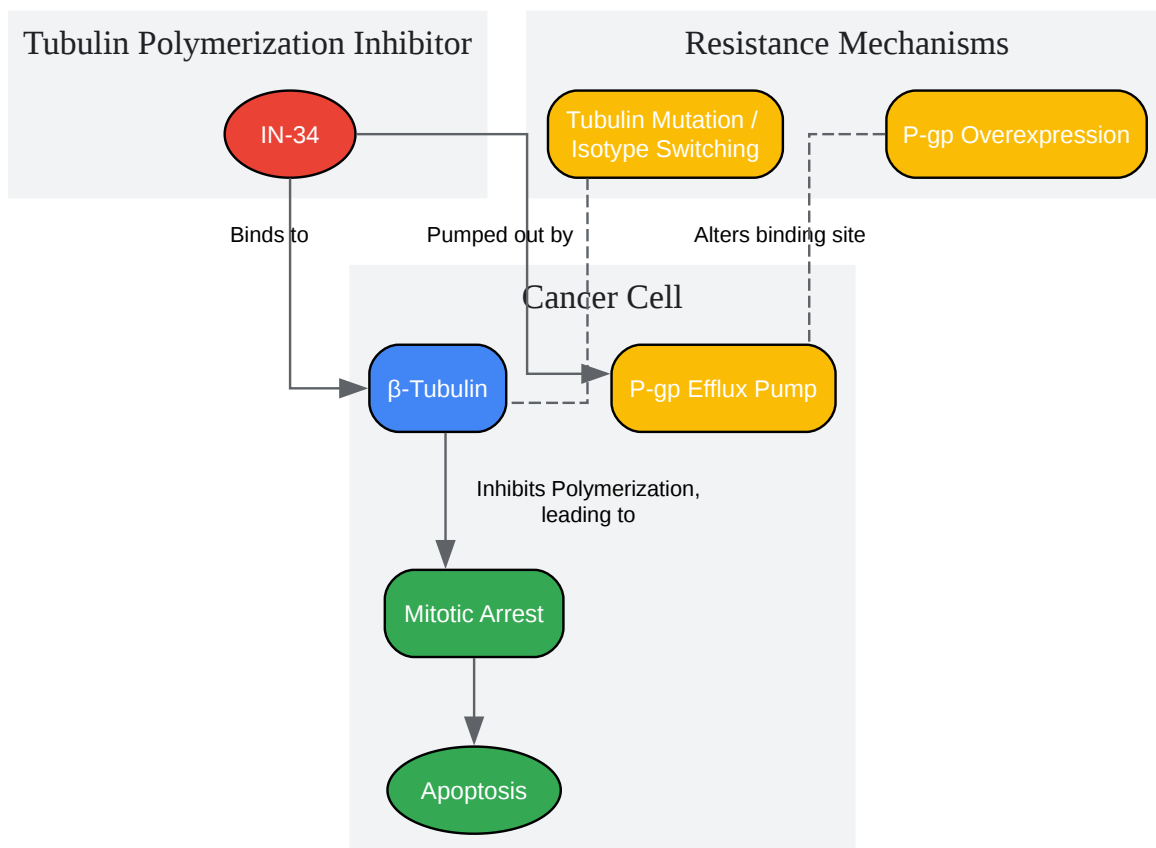 Tubulin Polymerization Inhibitor
Resistance Mechanisms
IN-34
Tubulin Mutation /
Isotype Switching
P-gp Overexpression
Binds to
Pumped out by
Alters binding site
Cancer Cell
β-Tubulin
P-gp Efflux Pump
Inhibits Polymerization,
leading to
Mitotic Arrest
Apoptosis